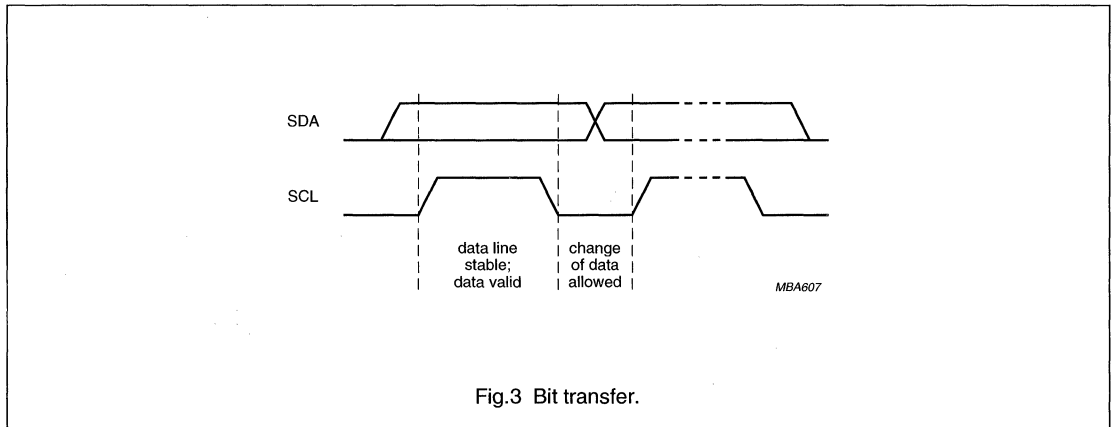 SDA
SCL
data line
stable;
data valid
change
of data
allowed
MBA607
Fig.3 Bit transfer.